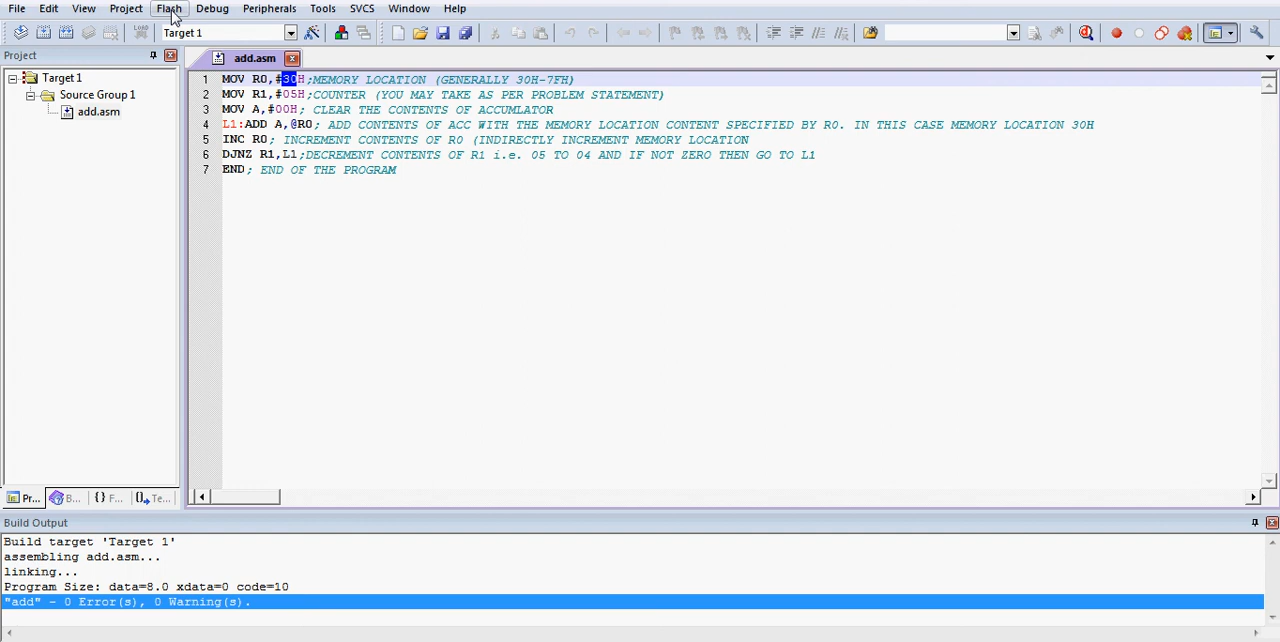 File Edit View Project Flash Debug Peripherals Tools SVCS Window Help
LOAD Target 1
Project
add.asm
Target 1
Source Group 1
add.asm
1 MOV R0,#30H;MEMORY LOCATION (GENERALLY 30H-7FH)
2 MOV R1,#05H;COUNTER (YOU MAY TAKE AS PER PROBLEM STATEMENT)
3 MOV A,#00H; CLEAR THE CONTENTS OF ACCUMLATOR
4 L1:ADD A,@R0; ADD CONTENTS OF ACC WITH THE MEMORY LOCATION CONTENT SPECIFIED BY R0. IN THIS CASE MEMORY LOCATION 30H
5 INC R0; INCREMENT CONTENTS OF R0 (INDIRECTLY INCREMENT MEMORY LOCATION
6 DJNZ R1,L1;DECREMENT CONTENTS OF R1 i.e. 05 TO 04 AND IF NOT ZERO THEN GO TO L1
7 END; END OF THE PROGRAM
Pr... B... {} F... Te...
Build Output
Build target 'Target 1'
assembling add.asm...
linking...
Program Size: data=8.0 xdata=0 code=10
"add" - 0 Error(s), 0 Warning(s).